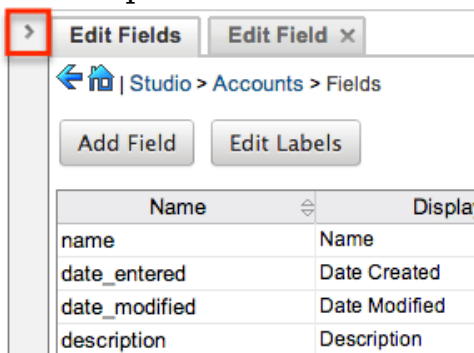 Edit Fields Edit Field ×
| Studio > Accounts > Fields
Add Field Edit Labels
Name
name Name
date_entered Date Created
date_modified Date Modified
description Description